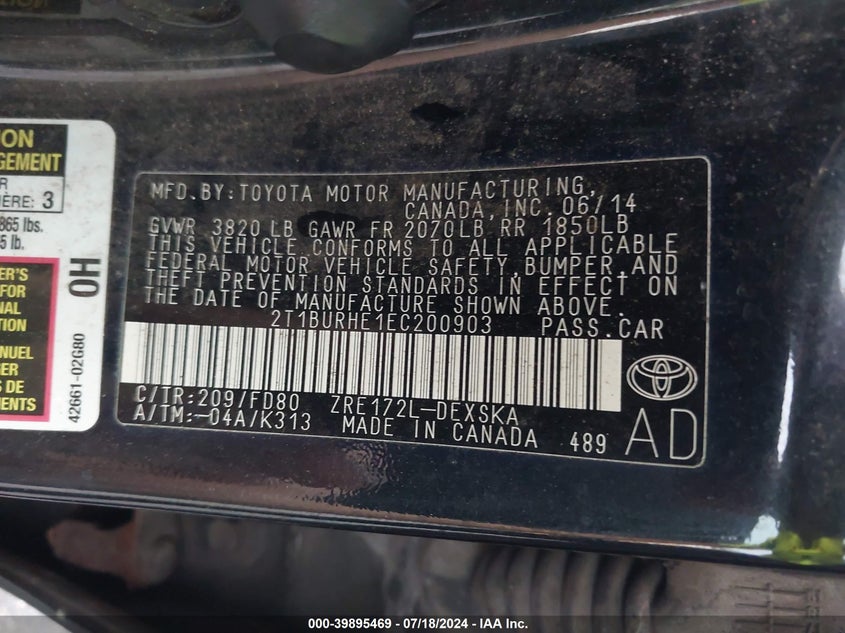 MFD.BY:TOYOTA MOTOR MANUFACTURING,
CANADA,INC. 06/14
GVWR 3820 LB GAWR FR 2070LB RR 1850LB
THIS VEHICLE CONFORMS TO ALL APPLICABLE
FEDERAL MOTOR VEHICLE SAFETY,BUMPER,AND
THEFT PREVENTION STANDARDS IN EFFECT ON
THE DATE OF MANUFACTURE SHOWN ABOVE.
2T1BURHE1EC200903 PASS.CAR
C/TR:209/FD80 ZRE172L-DEXSKA
A/TM:-04A/K313 MADE IN CANADA 489
AD
ION
GEMENT
R
HERE: 3
865 lbs.
5 lb.
ER'S
FOR
NAL
TION
NUEL
S DE
EMENTS
0H
42661-02G80
000-39895469 - 07/18/2024 - IAA Inc.